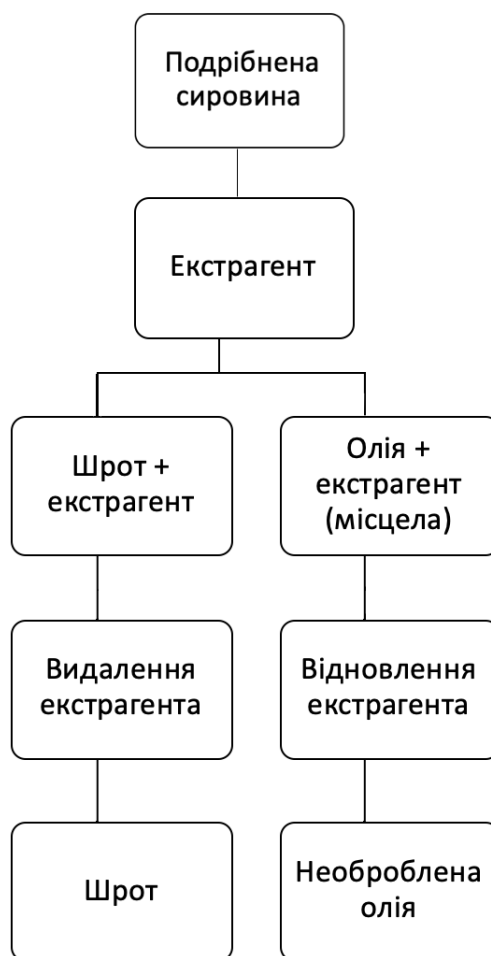 Подрібнена
сировина
Екстрагент
Шрот +
екстрагент
Олія +
екстрагент
(місцела)
Видалення
екстрагента
Відновлення
екстрагента
Шрот
Необроблена
олія